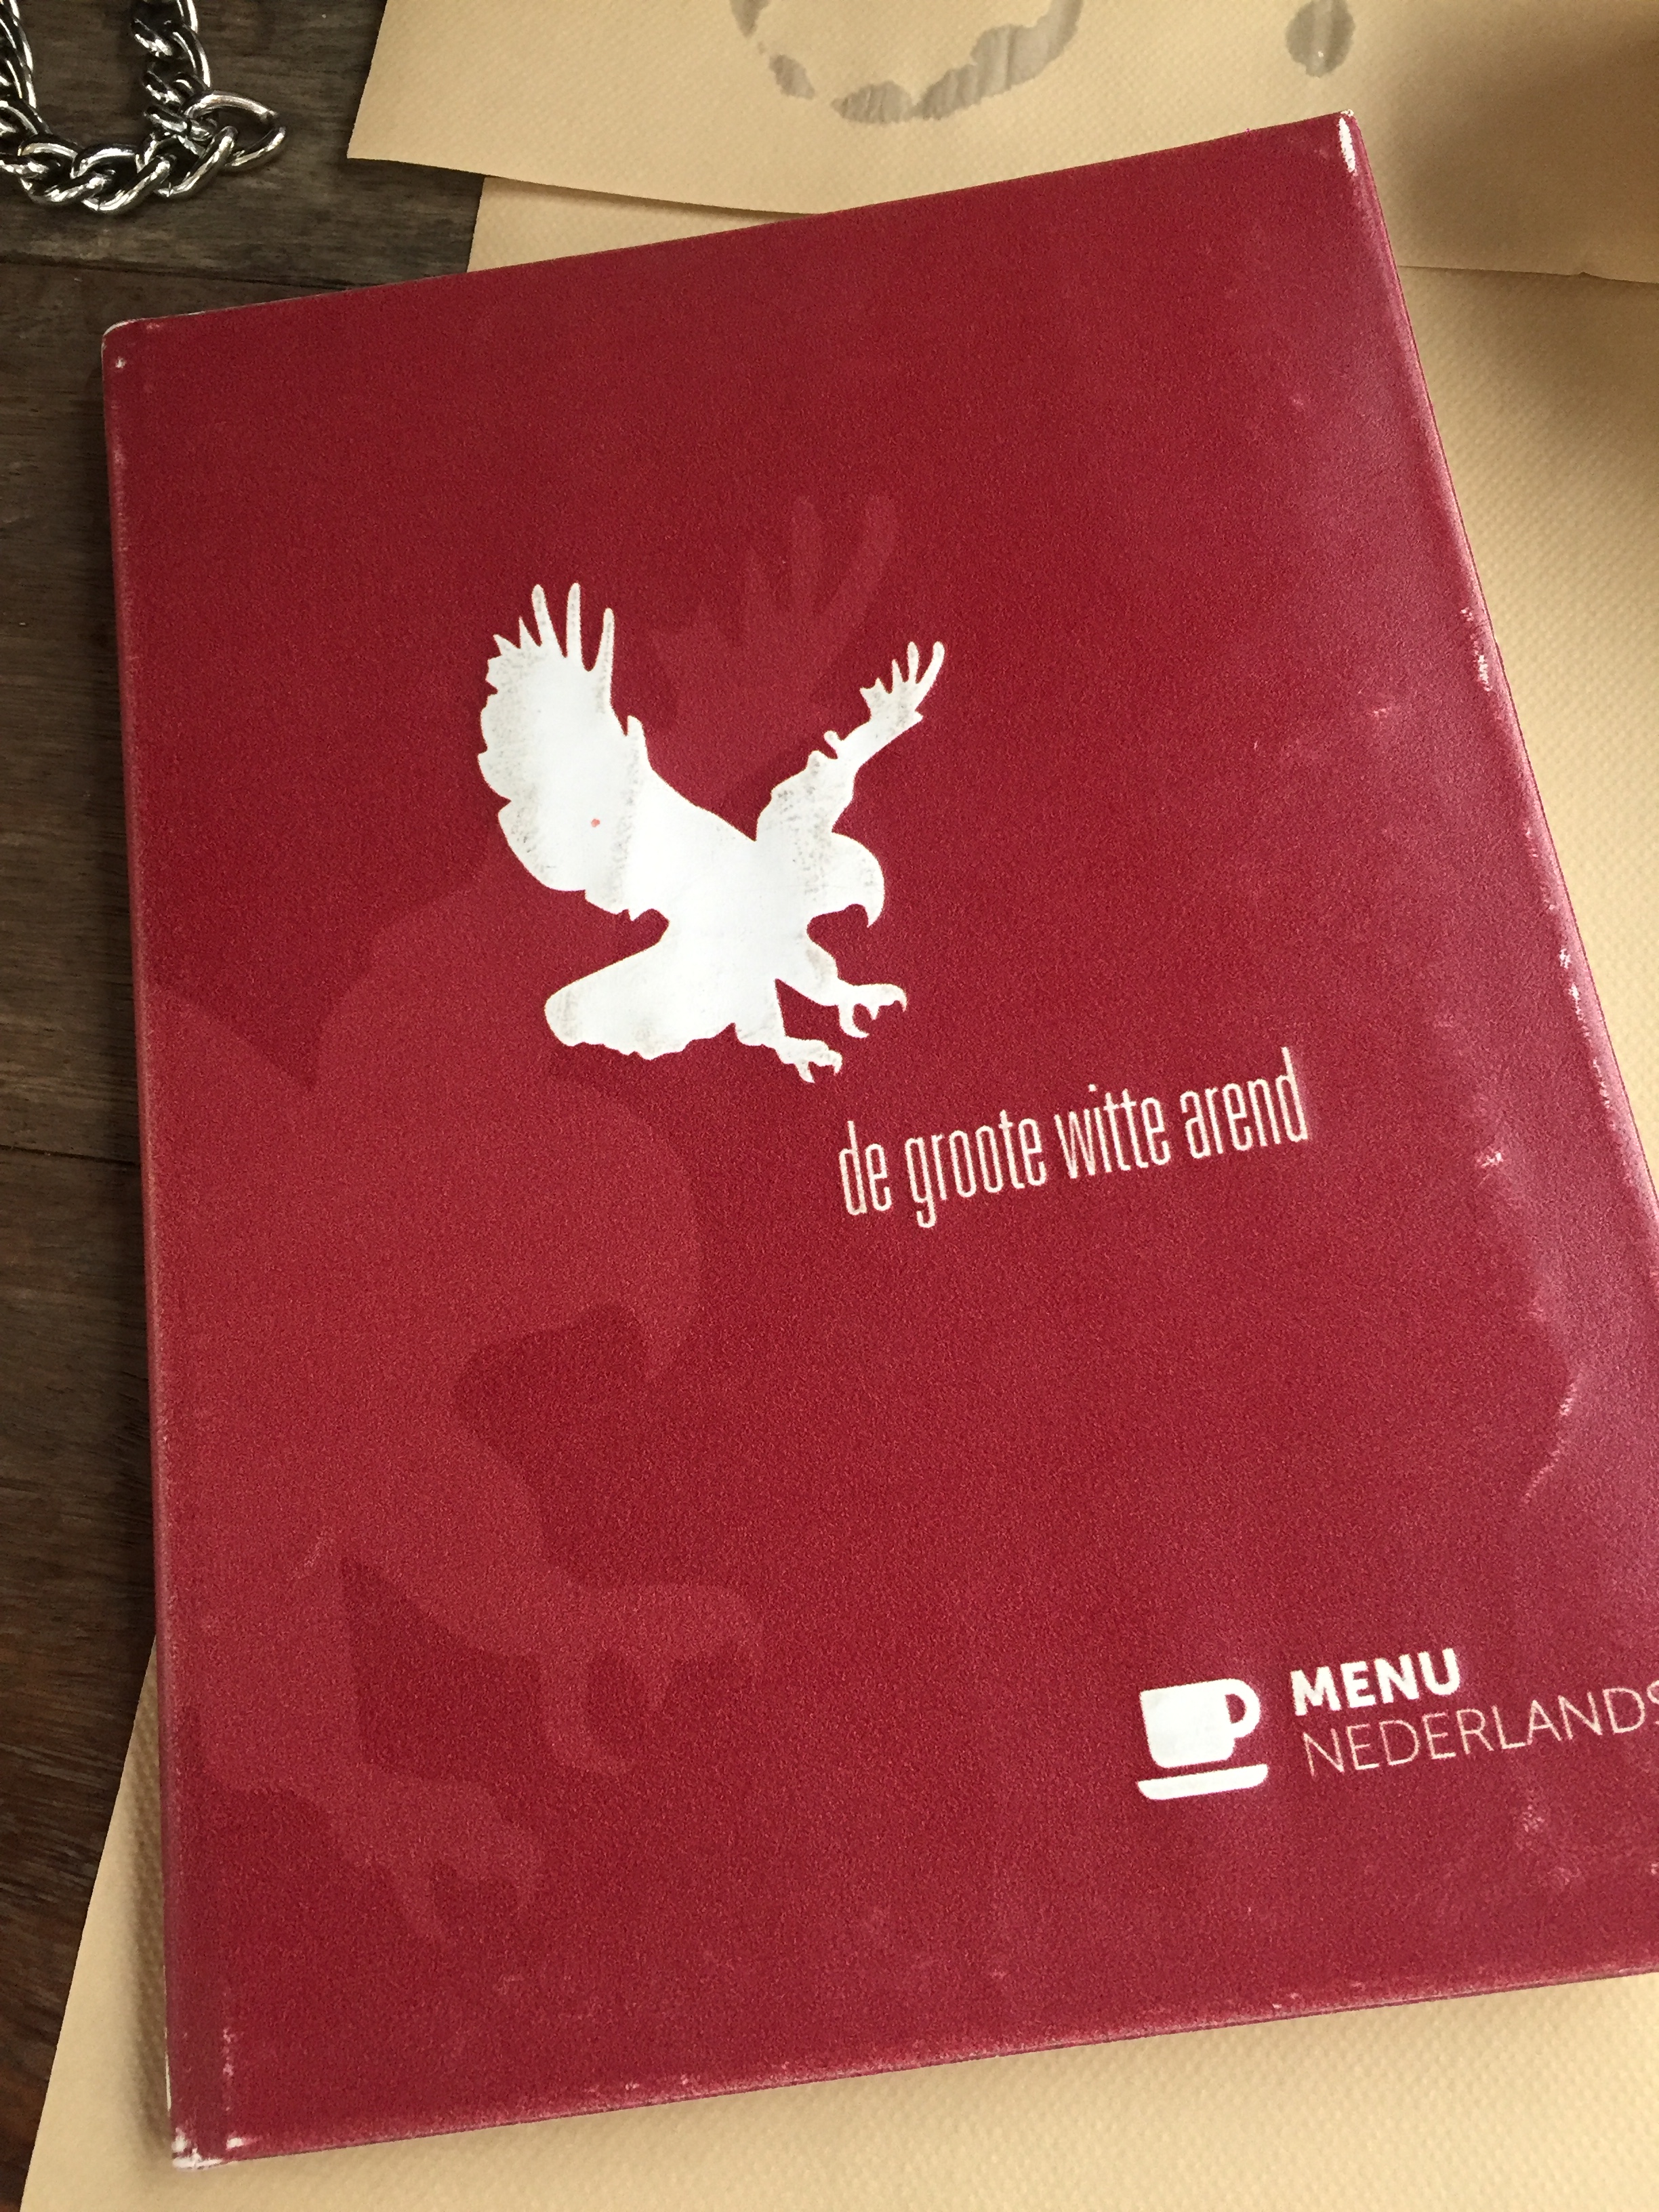 de groote witte arend
MENU
NEDERLANDS